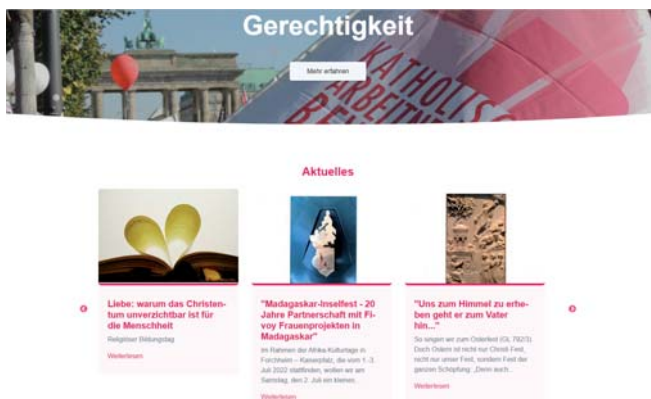 Gerechtigkeit
Mehr erfahren
KATHOLISCHE
ARBEITNEHMER
BEWEGUNG
Aktuelles
Liebe: warum das Christen-
tum unverzichtbar ist für
die Menschheit
Religiöser Bildungstag
Weiterlesen
"Madagaskar-Inselfest - 20
Jahre Partnerschaft mit Fi-
voy Frauenprojekten in
Madagaskar"
Im Rahmen der Afrika-Kulturtage in
Forchheim – Kaiserpfalz, die vom 1.-3.
Juli 2022 stattfinden, wollen wir am
Samstag, den 2. Juli ein kleines...
Weiterlesen
"Uns zum Himmel zu erhe-
ben geht er zum Vater
hin..."
So singen wir zum Osterfest (GL 782/3).
Doch Ostern ist nicht nur Christi Fest,
nicht nur unser Fest, sondern Fest der
ganzen Schöpfung: „Denn auch...
Weiterlesen